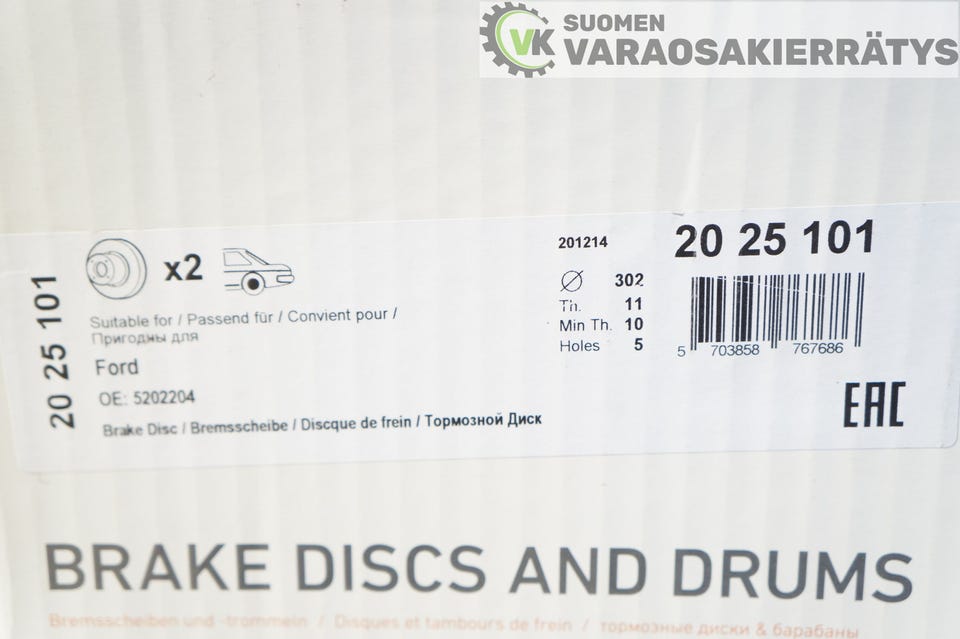 VK SUOMEN
VARAOSAKIERRÄTYS
20 25 101
x2
Suitable for / Passend für / Convient pour /
Пригодны для
Ford
OE: 5202204
Brake Disc / Bremsscheibe / Discque de frein / Тормозной Диск
201214
Ø 302
Th. 11
Min Th. 10
Holes 5
20 25 101
5 703858 767686
EAC
BRAKE DISCS AND DRUMS
Bremsscheiben und -trommeln / Disques et tambours de frein / тормозные диски & барабаны